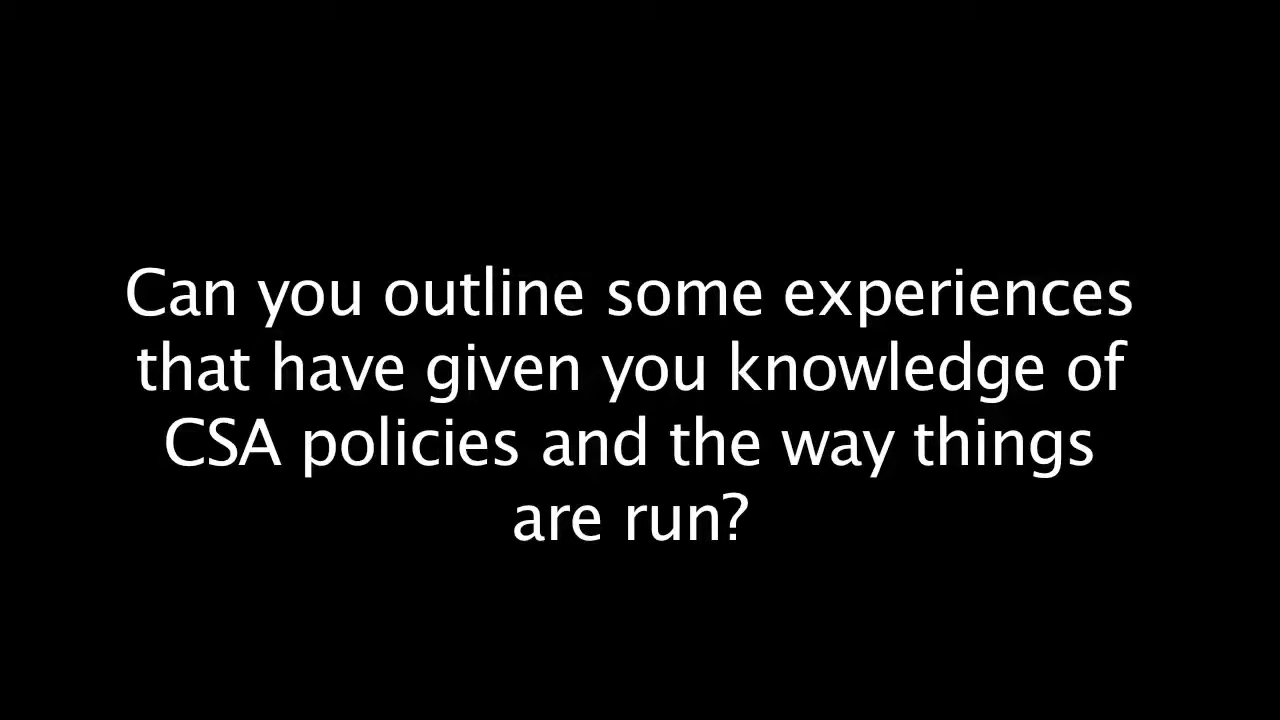 Can you outline some experiences
that have given you knowledge of
CSA policies and the way things
are run?